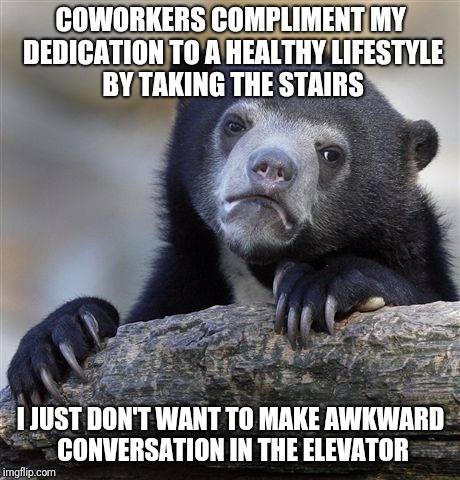 COWORKERS COMPLIMENT MY
DEDICATION TO A HEALTHY LIFESTYLE
BY TAKING THE STAIRS
I JUST DON'T WANT TO MAKE AWKWARD
CONVERSATION IN THE ELEVATOR
imgflip.com